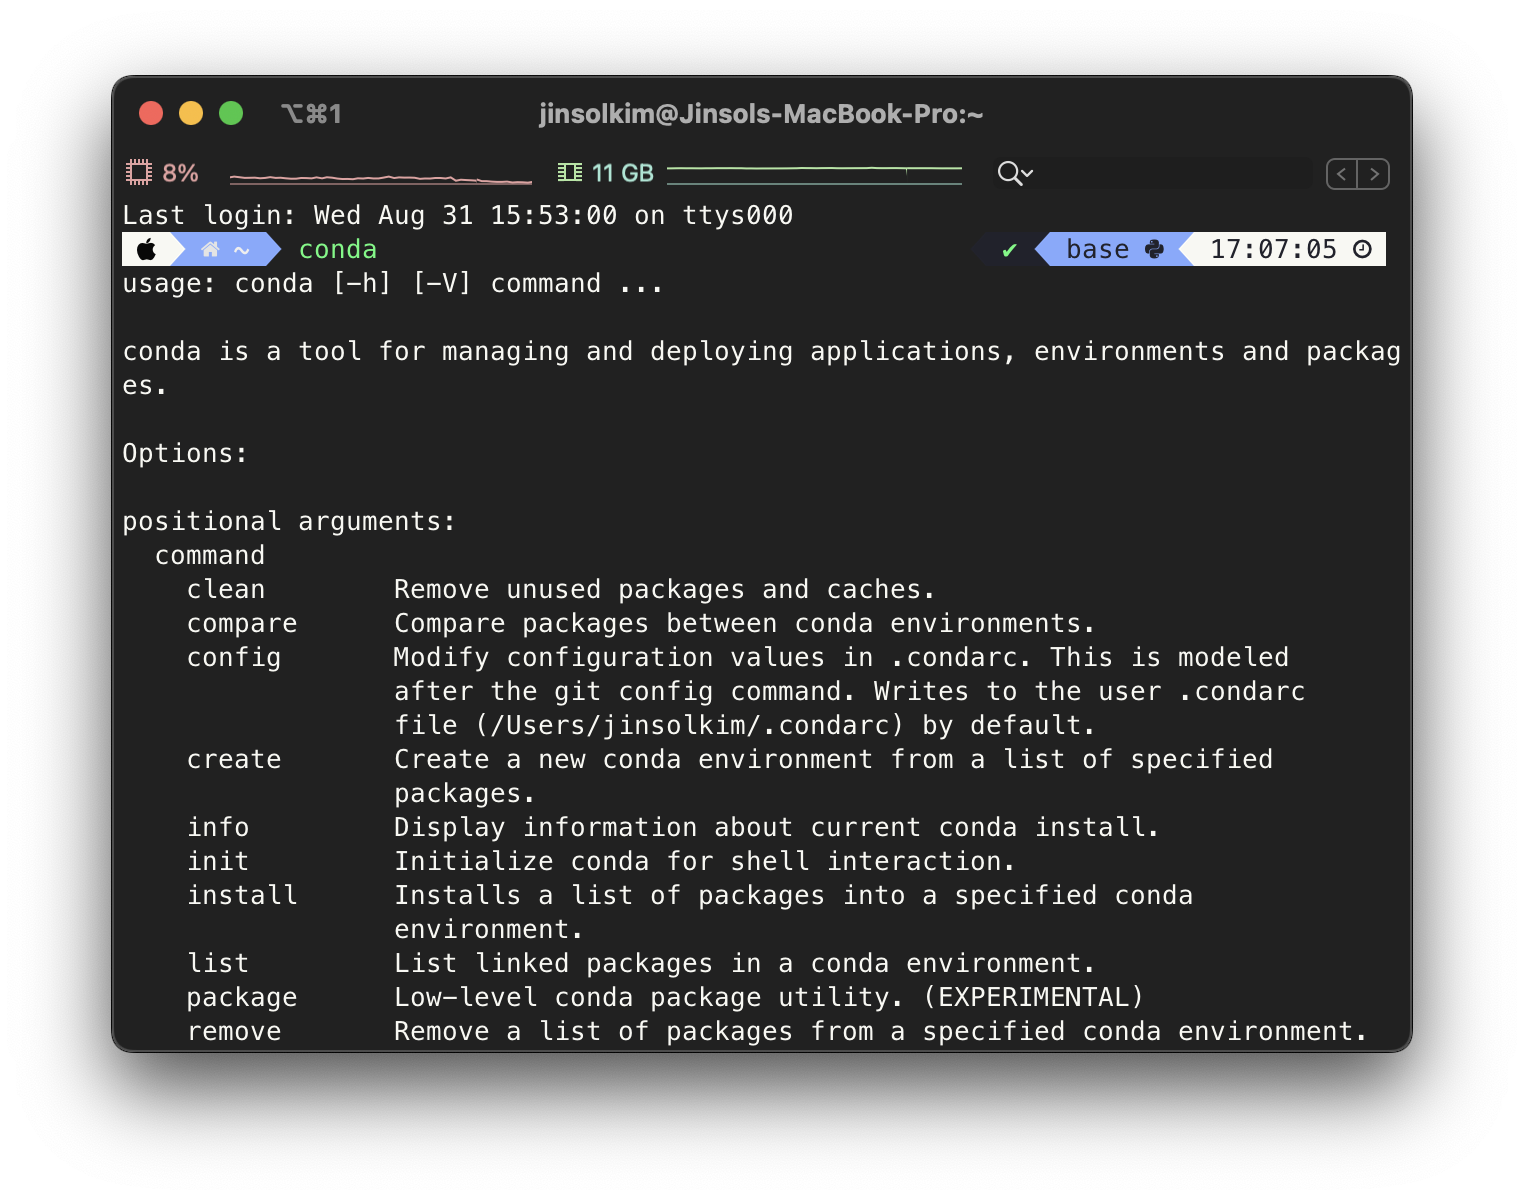 ⌥⌘1 jinsolkim@Jinsols-MacBook-Pro:~
8% 11 GB
Last login: Wed Aug 31 15:53:00 on ttys000
~ conda ✔ base 17:07:05
usage: conda [-h] [-V] command ...
conda is a tool for managing and deploying applications, environments and packag
es.
Options:
positional arguments:
command
clean Remove unused packages and caches.
compare Compare packages between conda environments.
config Modify configuration values in .condarc. This is modeled
after the git config command. Writes to the user .condarc
file (/Users/jinsolkim/.condarc) by default.
create Create a new conda environment from a list of specified
packages.
info Display information about current conda install.
init Initialize conda for shell interaction.
install Installs a list of packages into a specified conda
environment.
list List linked packages in a conda environment.
package Low-level conda package utility. (EXPERIMENTAL)
remove Remove a list of packages from a specified conda environment.